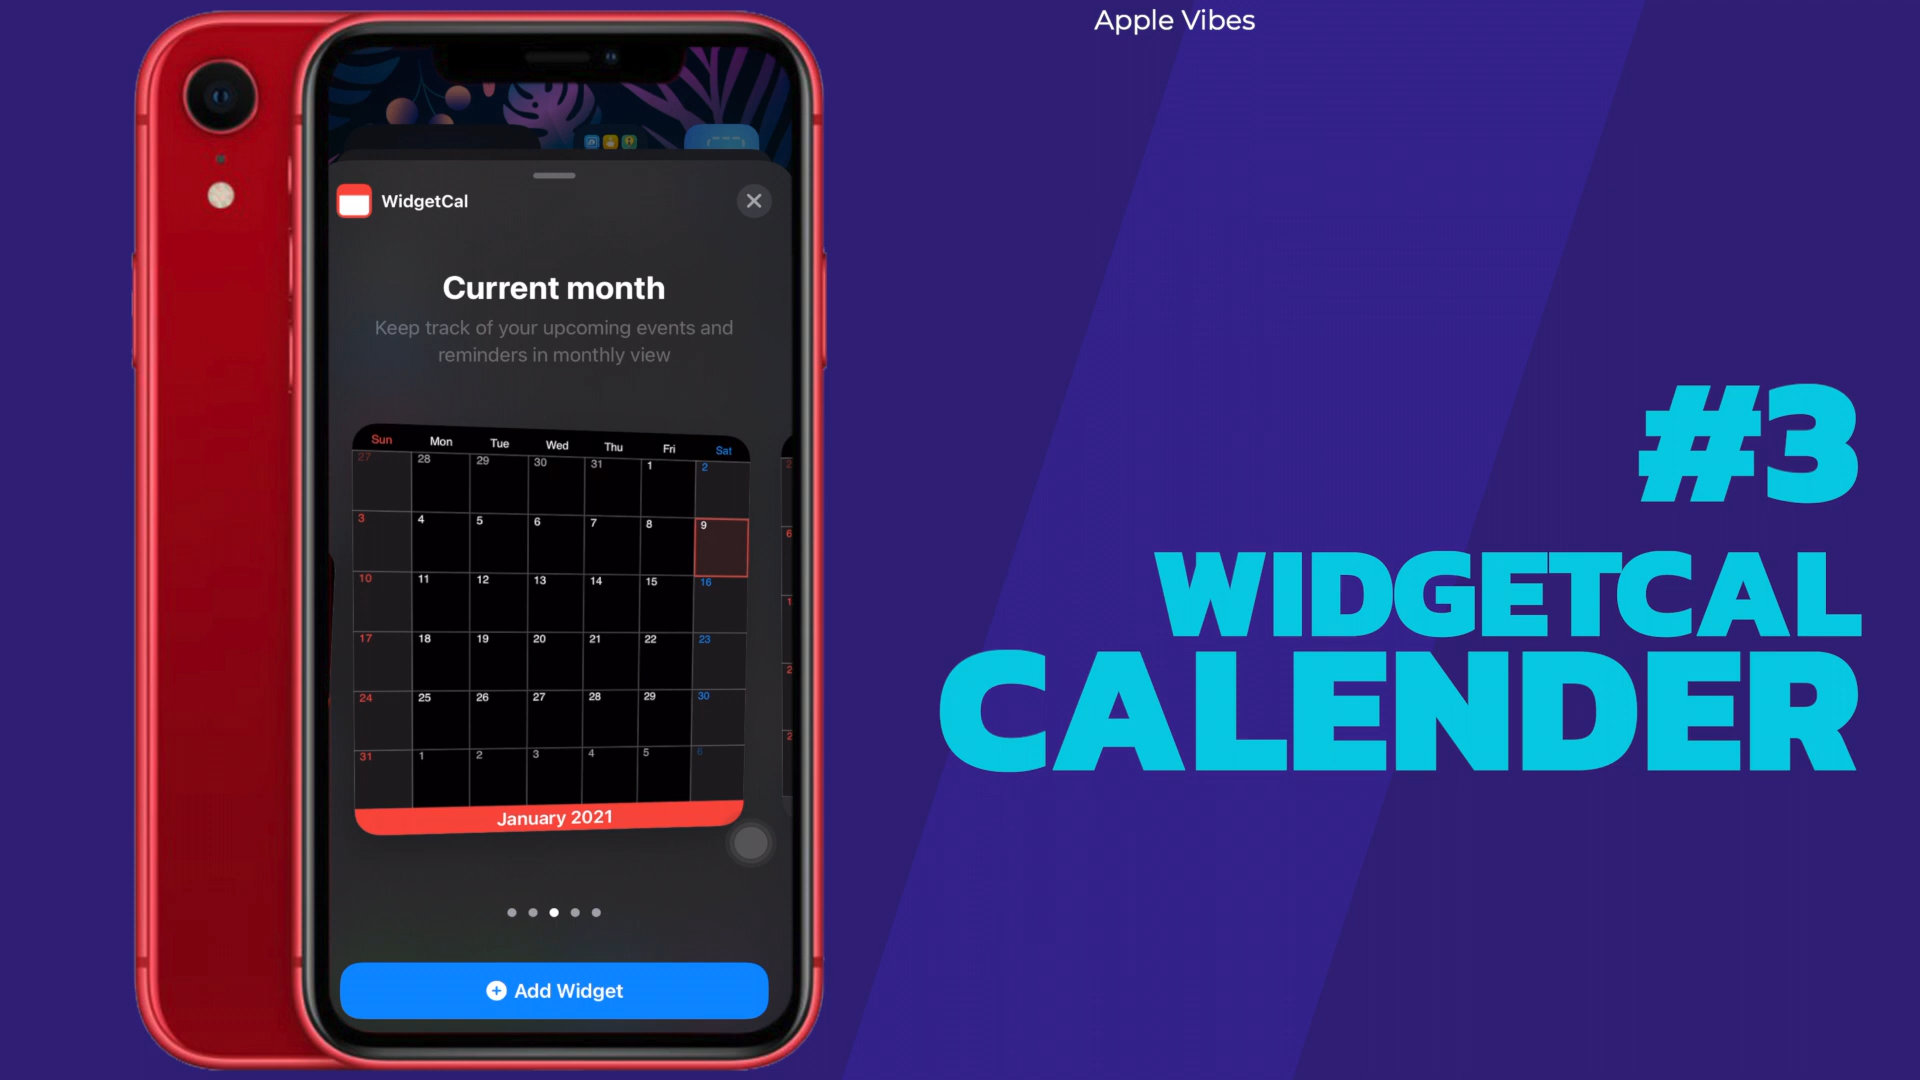 Apple Vibes
WidgetCal
Current month
Keep track of your upcoming events and
reminders in monthly view
Sun Mon Tue Wed Thu Fri Sat
27 28 29 30 31 1 2
3 4 5 6 7 8 9
10 11 12 13 14 15 16
17 18 19 20 21 22 23
24 25 26 27 28 29 30
31 1 2 3 4 5 6
January 2021
Add Widget
#3
WIDGETCAL
CALENDER